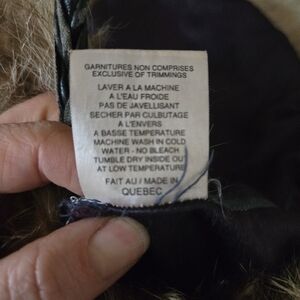 GARNITURES NON COMPRISES
EXCLUSIVE OF TRIMMINGS
LAVER A LA MACHINE
A L'EAU FROIDE
PAS DE JAVELLISANT
SECHER PAR CULBUTAGE
A L'ENVERS
A BASSE TEMPERATURE
MACHINE WASH IN COLD
WATER - NO BLEACH
TUMBLE DRY INSIDE OUT
AT LOW TEMPERATURE
FAIT AU / MADE IN
QUEBEC